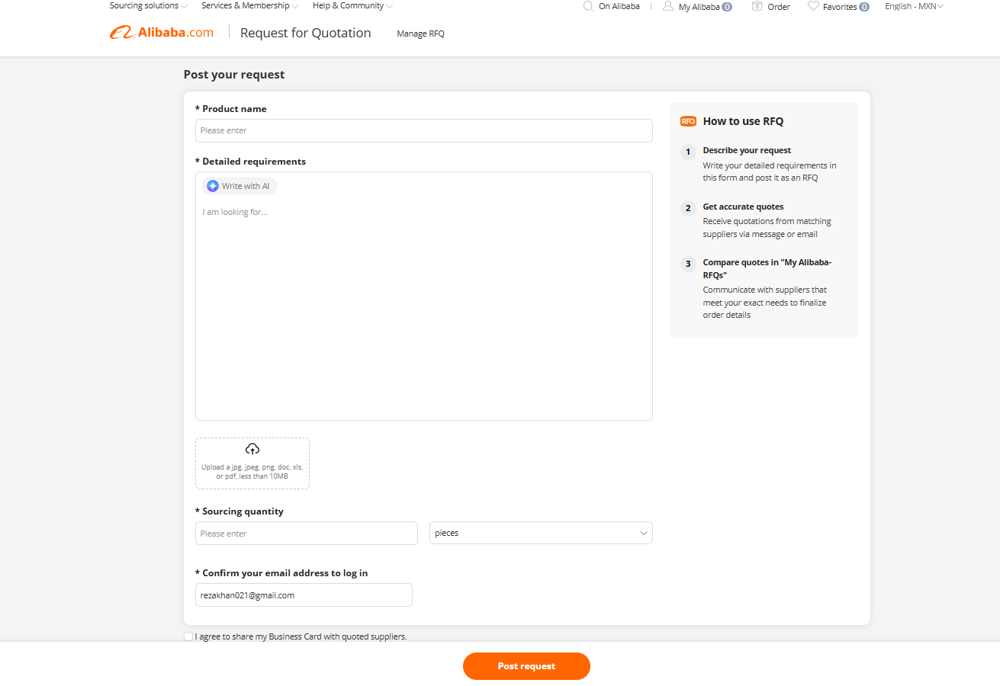 Sourcing solutions Services & Membership Help & Community On Alibaba My Alibaba 0 Order Favorites 0 English - MXN
Alibaba.com Request for Quotation Manage RFQ
Post your request
* Product name
Please enter
* Detailed requirements
Write with AI
I am looking for...
Upload a jpg, jpeg, png, doc, xls,
or pdf, less than 10MB
* Sourcing quantity
Please enter pieces
* Confirm your email address to log in
rezakhan021@gmail.com
I agree to share my Business Card with quoted suppliers.
Post request
RFQ How to use RFQ
1 Describe your request
Write your detailed requirements in
this form and post it as an RFQ
2 Get accurate quotes
Receive quotations from matching
suppliers via message or email
3 Compare quotes in "My Alibaba-
RFQs"
Communicate with suppliers that
meet your exact needs to finalize
order details